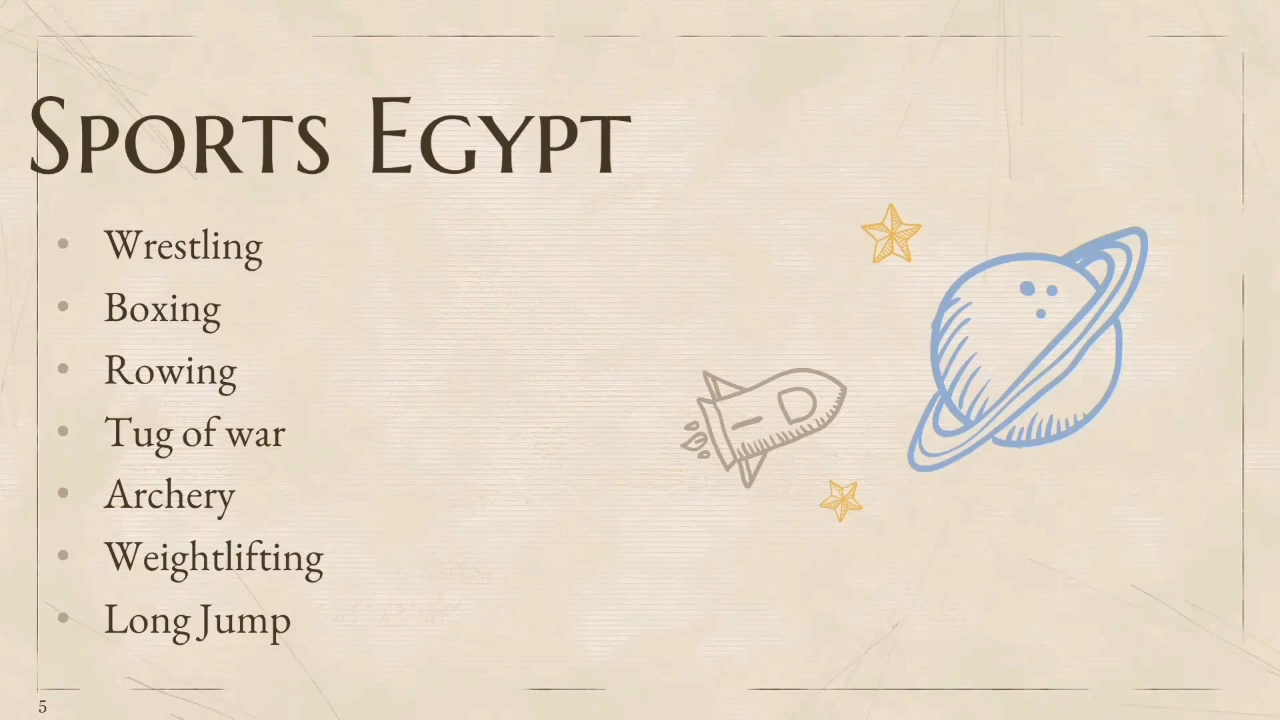 Sports Egypt
• Wrestling
• Boxing
• Rowing
• Tug of war
• Archery
• Weightlifting
• Long Jump
5